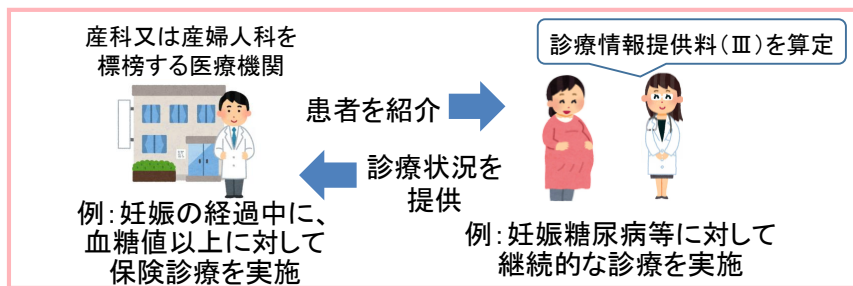 産科又は産婦人科を
標榜する医療機関
診療情報提供料(Ⅲ)を算定
患者を紹介
診療状況を
提供
例:妊娠の経過中に、
血糖値以上に対して
保険診療を実施
例:妊娠糖尿病等に対して
継続的な診療を実施